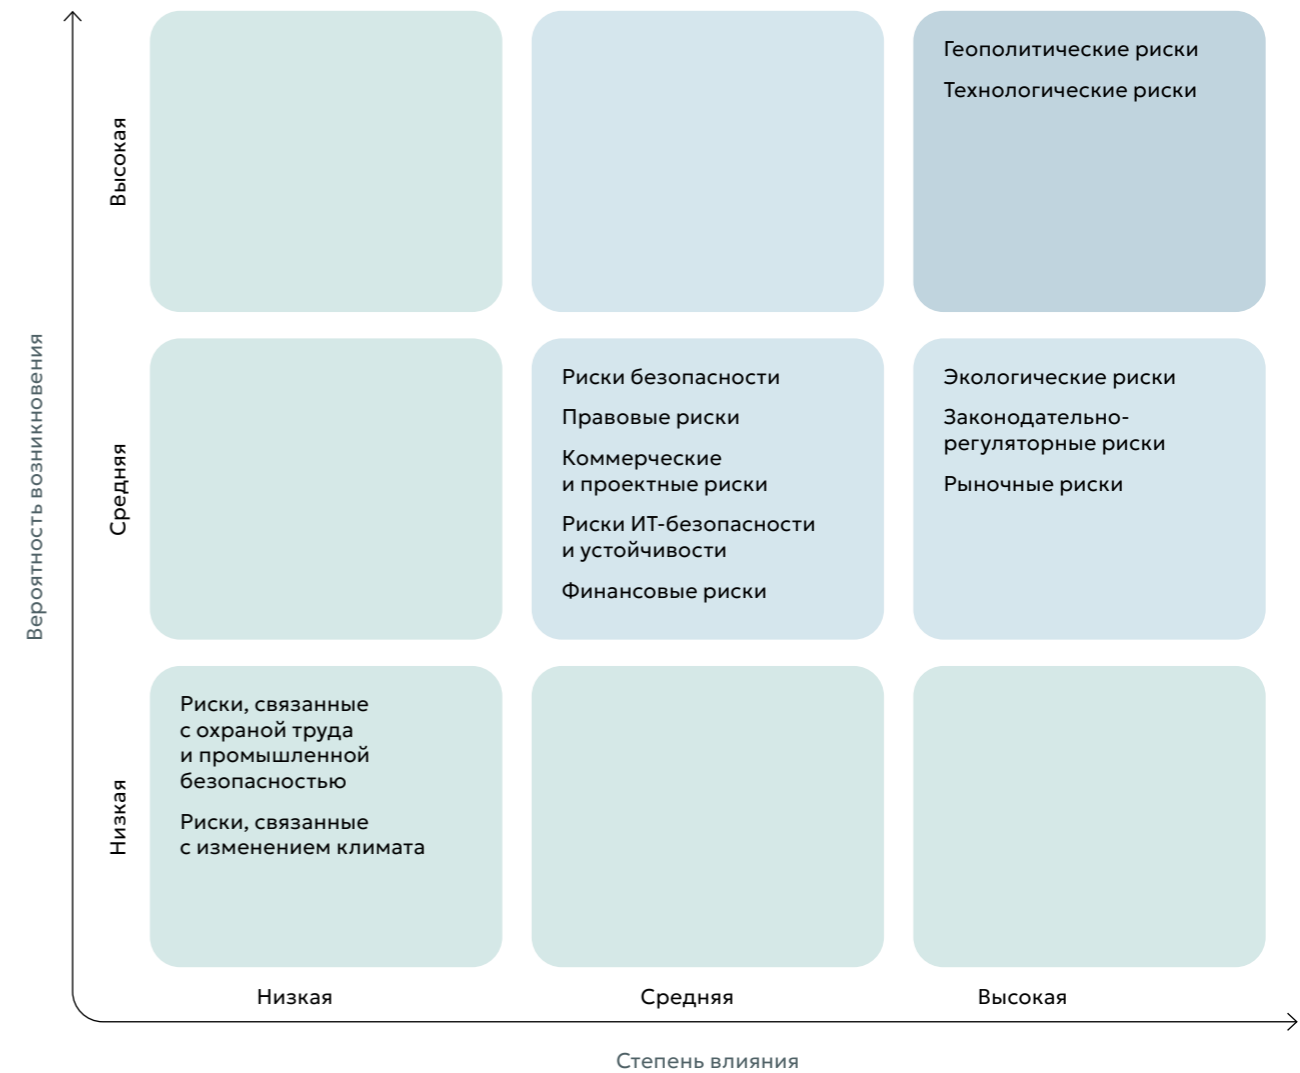 Вероятность возникновения
Высокая
Геополитические риски
Технологические риски
Средняя
Риски безопасности
Правовые риски
Коммерческие
и проектные риски
Риски ИТ-безопасности
и устойчивости
Финансовые риски
Экологические риски
Законодательно-
регуляторные риски
Рыночные риски
Низкая
Риски, связанные
с охраной труда
и промышленной
безопасностью
Риски, связанные
с изменением климата
Низкая
Средняя
Высокая
Степень влияния